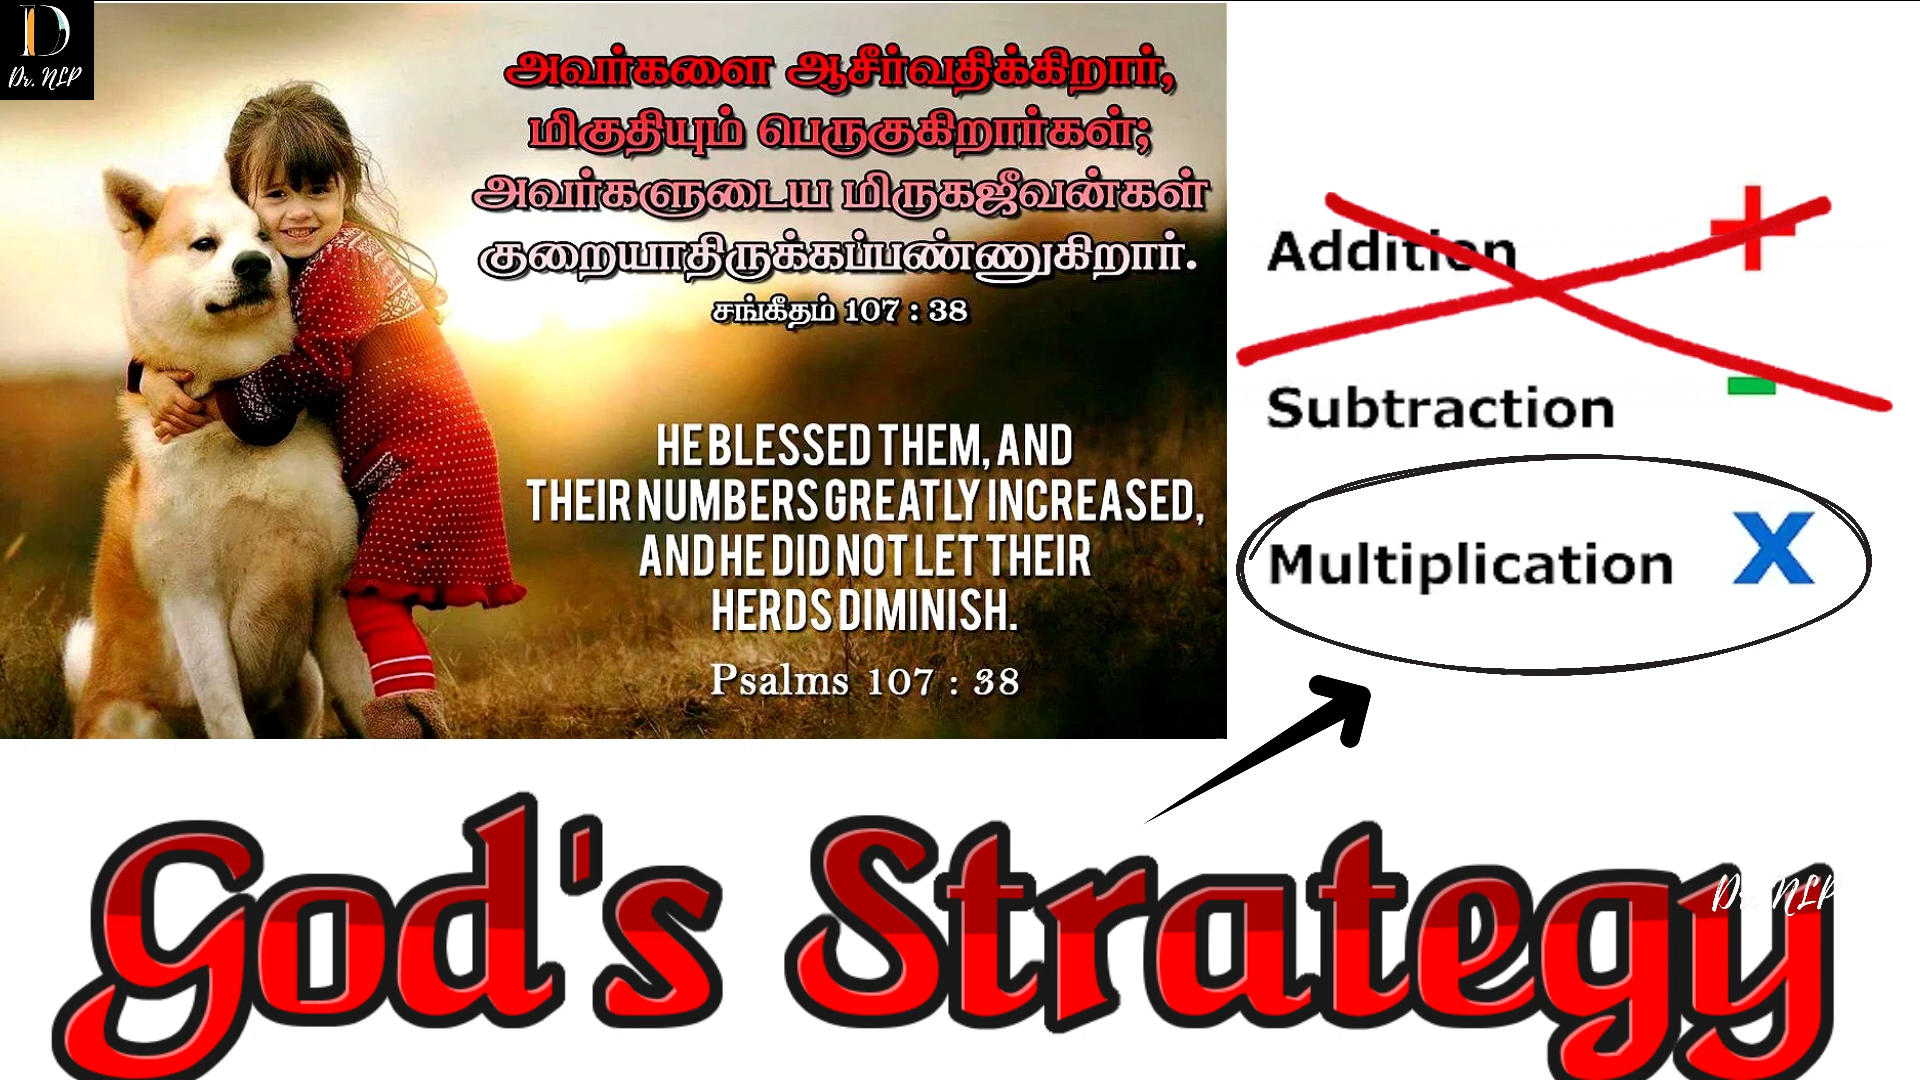 D
Dr. NLP
அவர்களை ஆசீர்வதிக்கிறார்,
மிகுதியும் பெருகுகிறார்கள்;
அவர்களுடைய மிருகஜீவன்கள்
குறையாதிருக்கப்பண்ணுகிறார்.
சங்கீதம் 107 : 38
HE BLESSED THEM, AND
THEIR NUMBERS GREATLY INCREASED,
AND HE DID NOT LET THEIR
HERDS DIMINISH.
Psalms 107 : 38
Addition +
Subtraction -
Multiplication X
God's Strategy
Dr. NLP